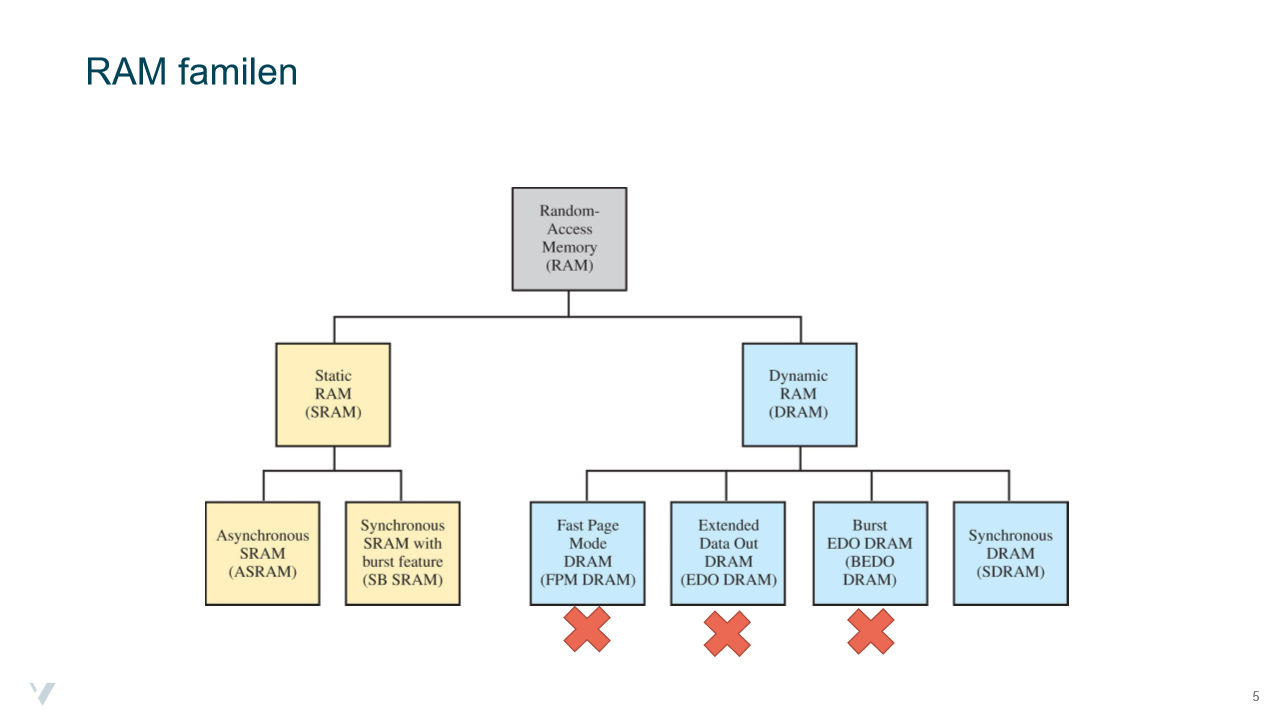 RAM familen
Random-
Access
Memory
(RAM)
Static
RAM
(SRAM)
Dynamic
RAM
(DRAM)
Asynchronous
SRAM
(ASRAM)
Synchronous
SRAM with
burst feature
(SB SRAM)
Fast Page
Mode
DRAM
(FPM DRAM)
Extended
Data Out
DRAM
(EDO DRAM)
Burst
EDO DRAM
(BEDO
DRAM)
Synchronous
DRAM
(SDRAM)
5